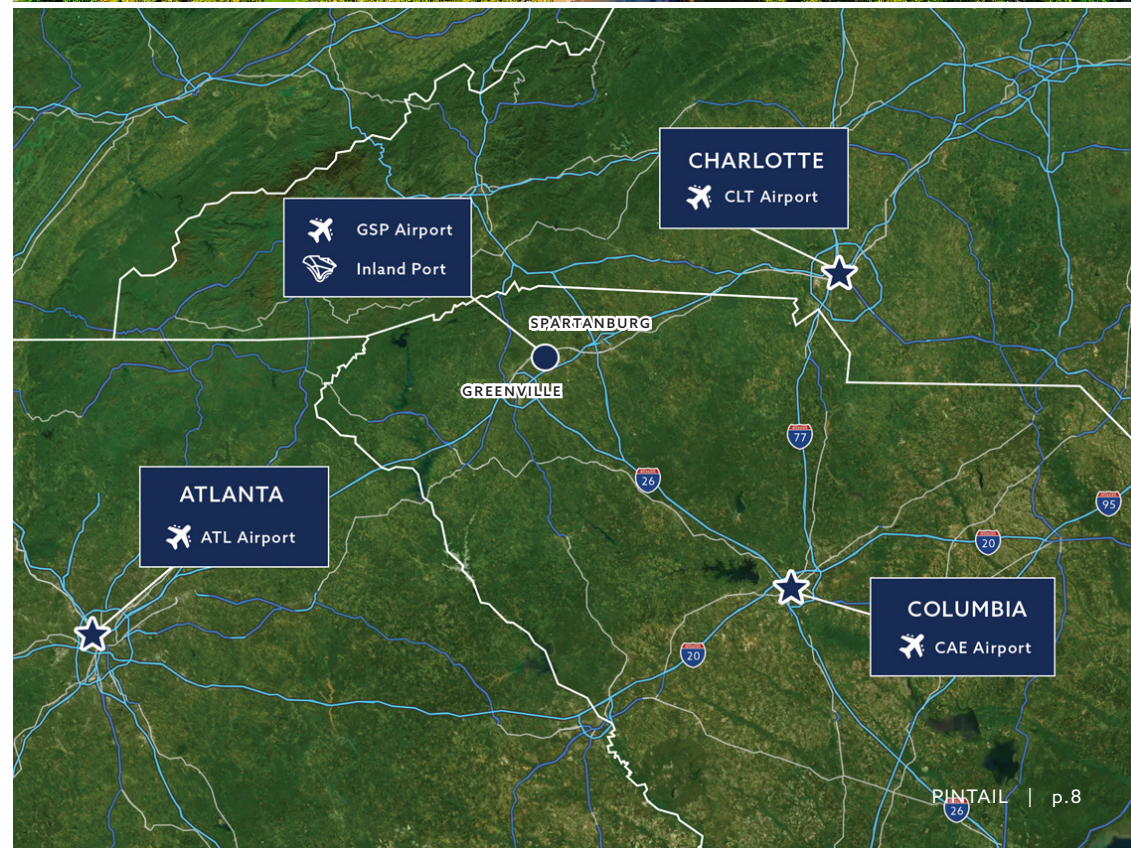 CHARLOTTE
CLT Airport
GSP Airport
Inland Port
SPARTANBURG
GREENVILLE
77
26
ATLANTA
ATL Airport
95
20
COLUMBIA
CAE Airport
20
PINTAIL | p.8
26